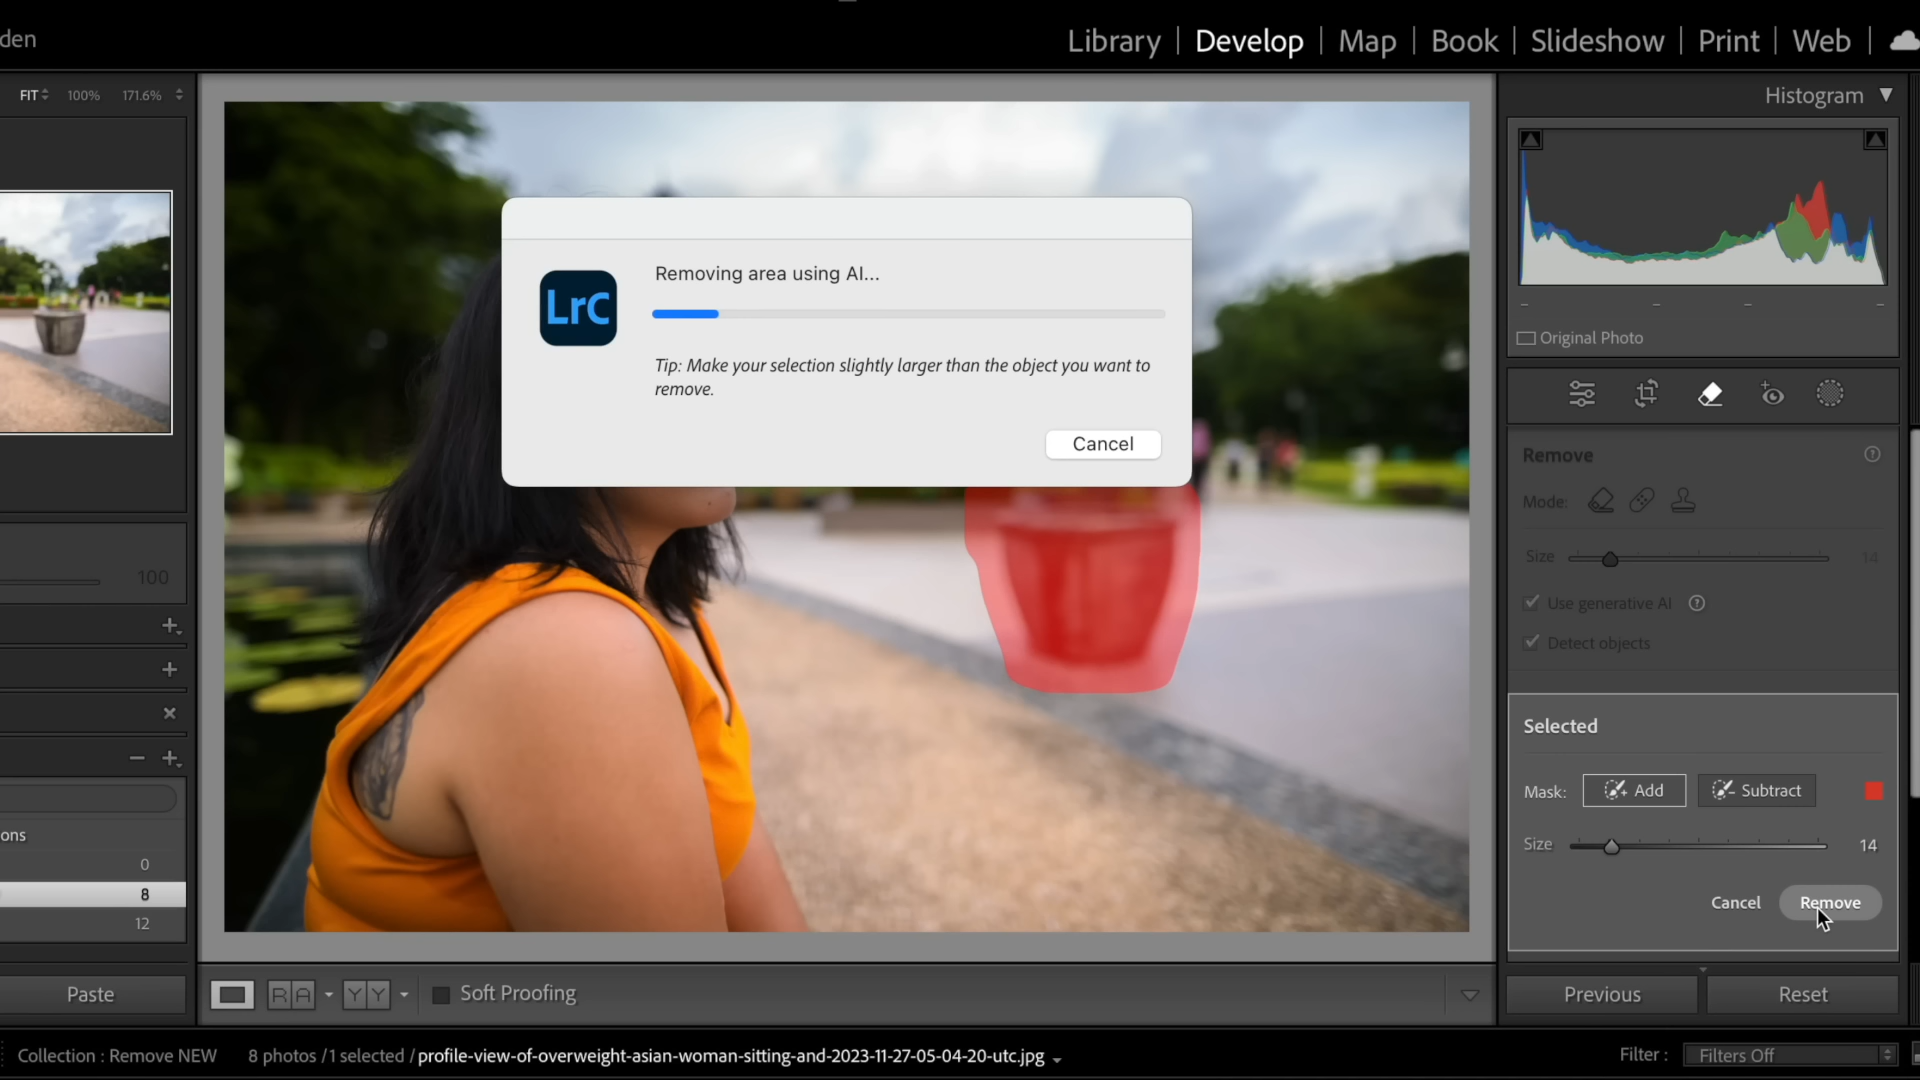 den
Library | Develop | Map | Book | Slideshow | Print | Web |
FIT 100% 171.6%
Histogram
Original Photo
LrC
Removing area using AI...
Tip: Make your selection slightly larger than the object you want to
remove.
Cancel
Remove
Mode:
Size 14
Use generative AI ?
Detect objects
100
ons
0
8
12
Selected
Mask: Add Subtract
Size 14
Cancel Remove
Paste
R A Y Y Soft Proofing
Previous Reset
Collection : Remove NEW 8 photos / 1 selected / profile-view-of-overweight-asian-woman-sitting-and-2023-11-27-05-04-20-utc.jpg
Filter : Filters Off